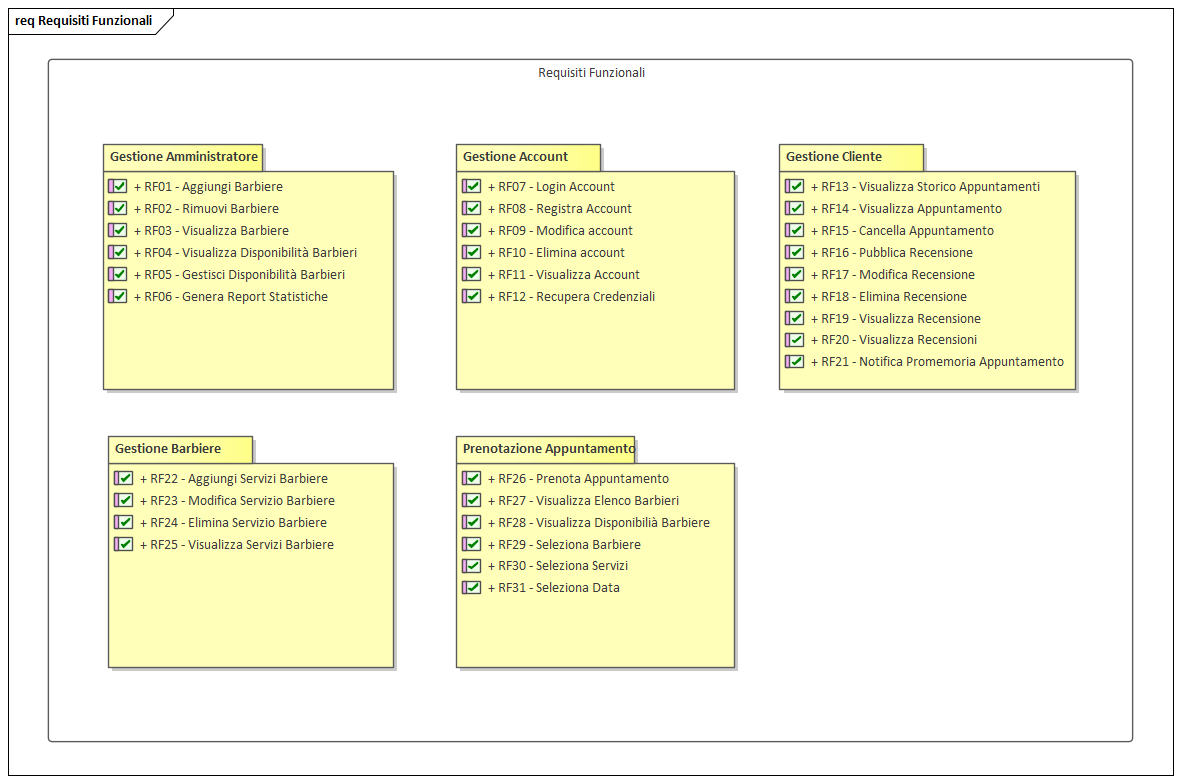 req Requisiti Funzionali
Requisiti Funzionali
Gestione Amministratore
+ RF01 - Aggiungi Barbiere
+ RF02 - Rimuovi Barbiere
+ RF03 - Visualizza Barbiere
+ RF04 - Visualizza Disponibilità Barbieri
+ RF05 - Gestisci Disponibilità Barbieri
+ RF06 - Genera Report Statistiche
Gestione Account
+ RF07 - Login Account
+ RF08 - Registra Account
+ RF09 - Modifica account
+ RF10 - Elimina account
+ RF11 - Visualizza Account
+ RF12 - Recupera Credenziali
Gestione Cliente
+ RF13 - Visualizza Storico Appuntamenti
+ RF14 - Visualizza Appuntamento
+ RF15 - Cancella Appuntamento
+ RF16 - Pubblica Recensione
+ RF17 - Modifica Recensione
+ RF18 - Elimina Recensione
+ RF19 - Visualizza Recensione
+ RF20 - Visualizza Recensioni
+ RF21 - Notifica Promemoria Appuntamento
Gestione Barbiere
+ RF22 - Aggiungi Servizi Barbiere
+ RF23 - Modifica Servizio Barbiere
+ RF24 - Elimina Servizio Barbiere
+ RF25 - Visualizza Servizi Barbiere
Prenotazione Appuntamento
+ RF26 - Prenota Appuntamento
+ RF27 - Visualizza Elenco Barbieri
+ RF28 - Visualizza Disponibilià Barbiere
+ RF29 - Seleziona Barbiere
+ RF30 - Seleziona Servizi
+ RF31 - Seleziona Data